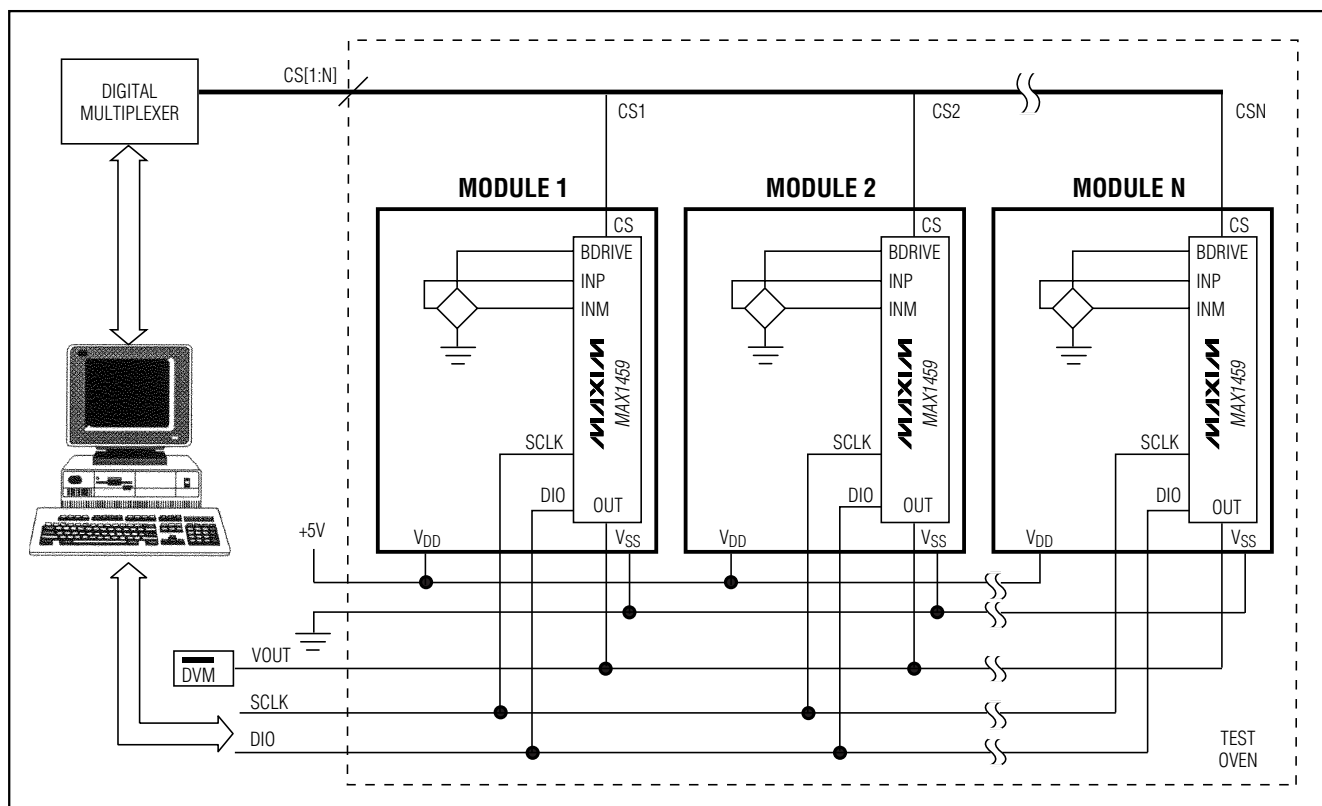 DIGITAL
MULTIPLEXER
CS[1:N]
CS1
CS2
CSN
MODULE 1
MODULE 2
MODULE N
CS
BDRIVE
INP
INM
MAXIM
MAX1459
SCLK
DIO
OUT
VDD
VSS
CS
BDRIVE
INP
INM
MAXIM
MAX1459
SCLK
DIO
OUT
VDD
VSS
CS
BDRIVE
INP
INM
MAXIM
MAX1459
SCLK
DIO
OUT
VDD
VSS
+5V
DVM
VOUT
SCLK
DIO
TEST
OVEN